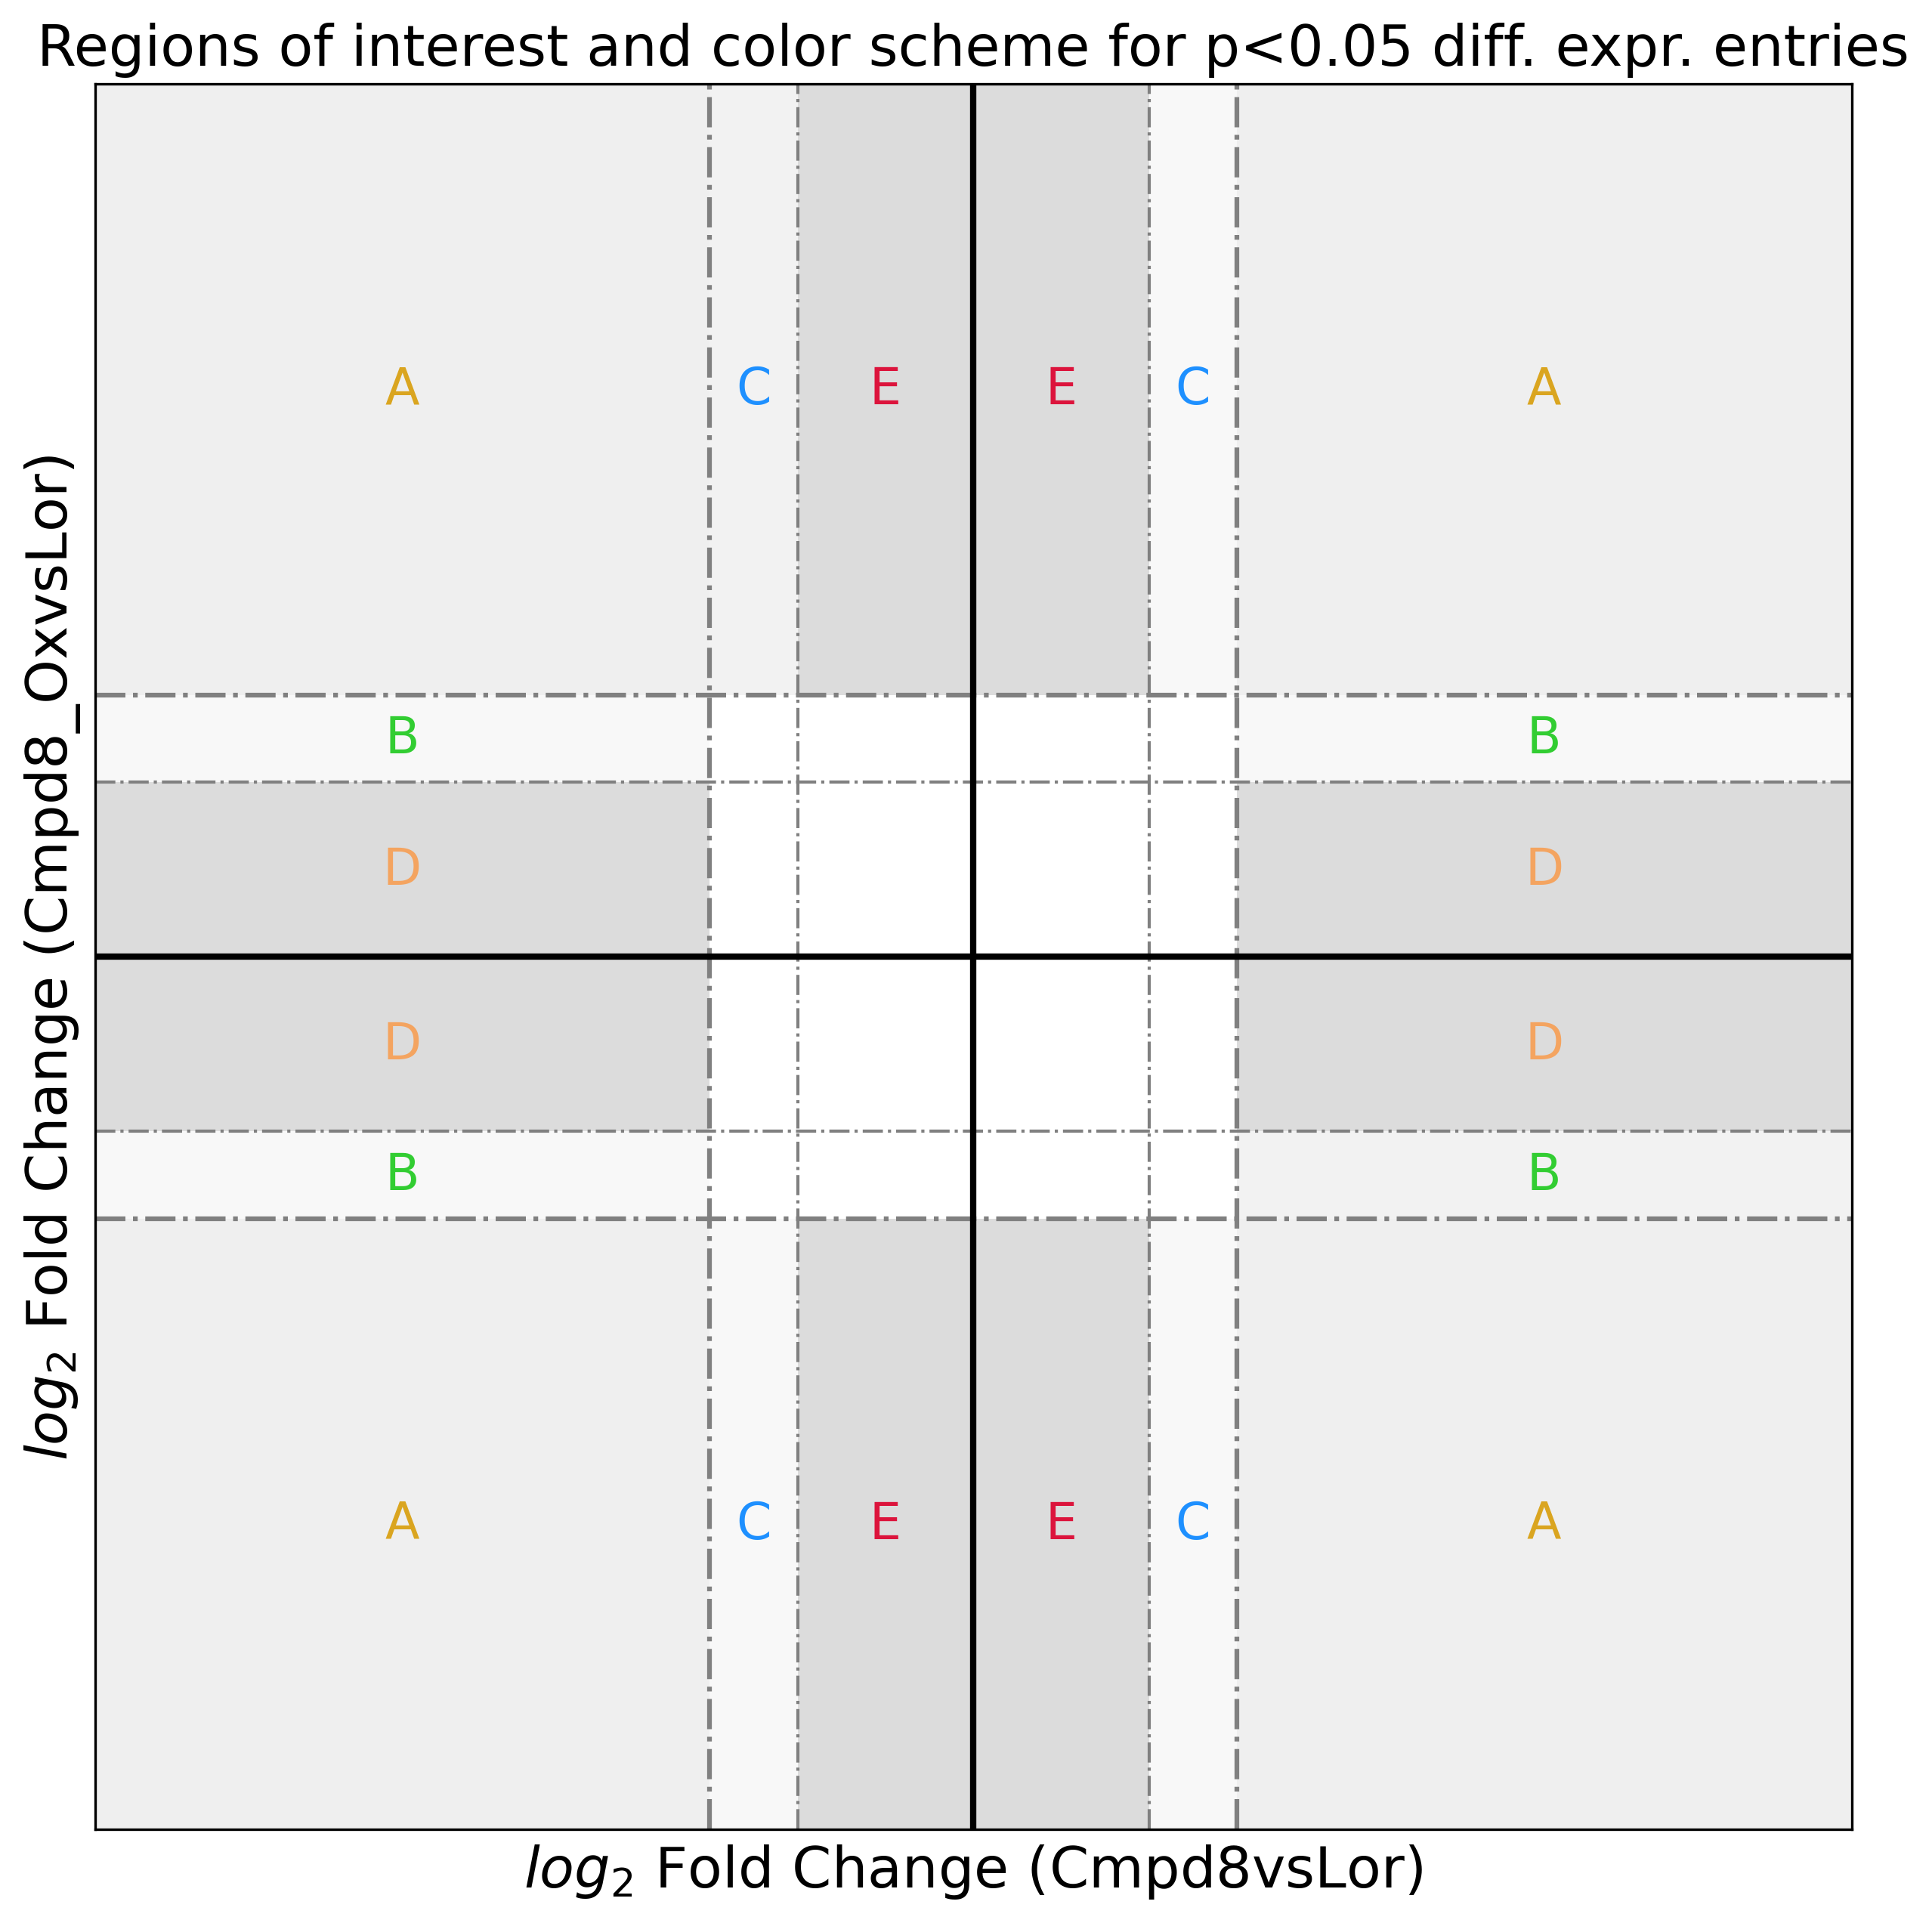 Regions of interest and color scheme for p<0.05 diff. expr. entries
log₂ Fold Change (Cmpd8_OxvsLor)
A C E E C A
B B
D D
D D
B B
A C E E C A
log₂ Fold Change (Cmpd8vsLor)